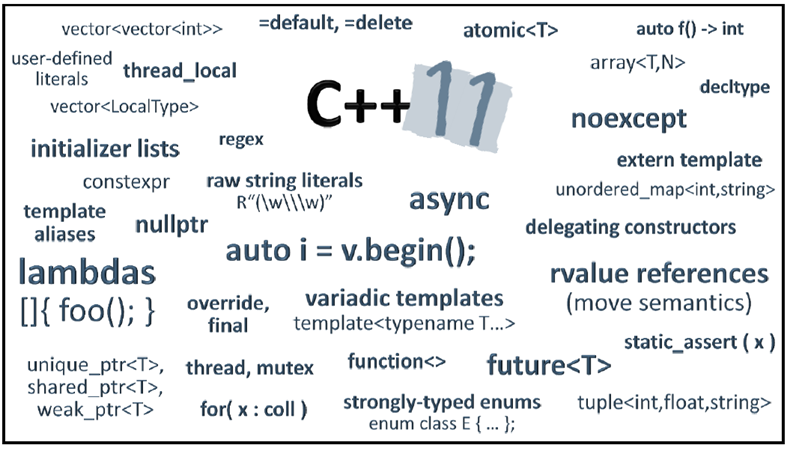 vector<vector<int>>
=default, =delete
atomic<T>
auto f() -> int
user-defined
literals
thread_local
C++11
array<T,N>
decltype
vector<LocalType>
noexcept
initializer lists
regex
extern template
constexpr
raw string literals
R"(\w\\\w)"
async
unordered_map<int,string>
template
aliases
nullptr
delegating constructors
auto i = v.begin();
lambdas
[]{ foo(); }
override,
final
variadic templates
template<typename T...>
rvalue references
(move semantics)
static_assert ( x )
unique_ptr<T>,
shared_ptr<T>,
weak_ptr<T>
thread, mutex
function<>
future<T>
for( x : coll )
strongly-typed enums
enum class E { ... };
tuple<int,float,string>